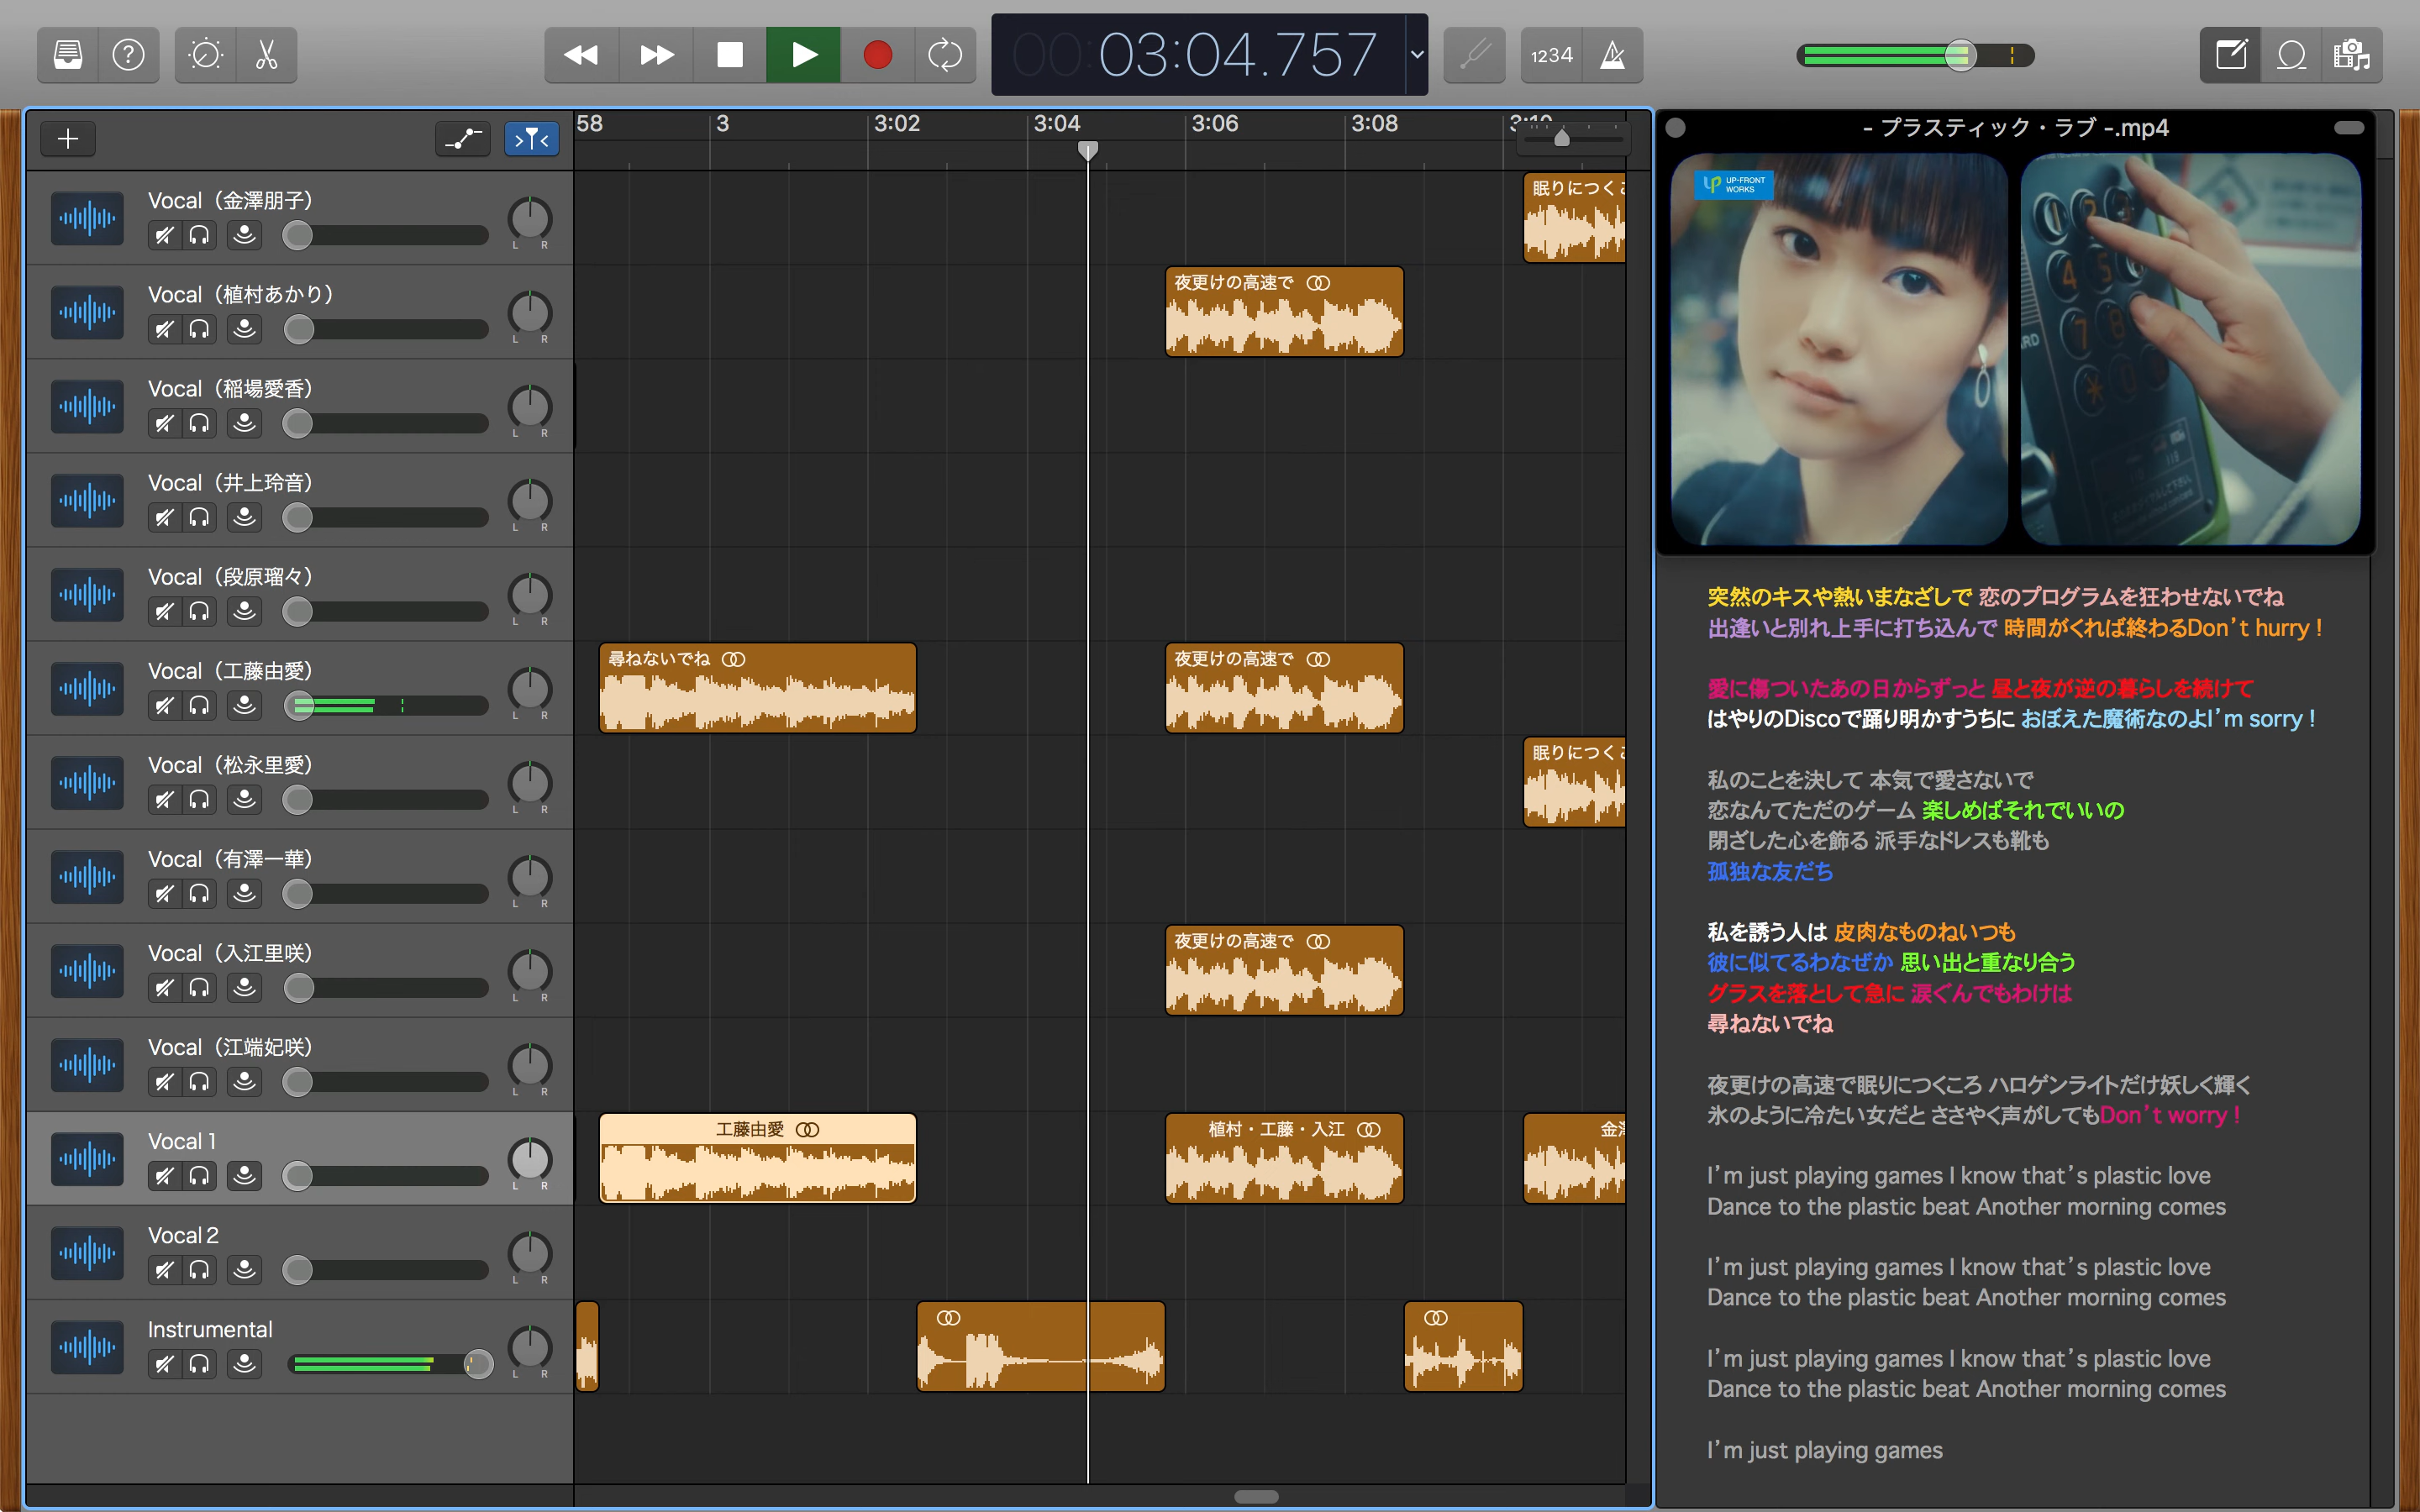 00:03:04.757
1234
58
3
3:02
3:04
3:06
3:08
3:10
- プラスティック・ラブ -.mp4
UP-FRONT
WORKS
Vocal（金澤朋子）
L R
眠りにつくこ
Vocal（植村あかり）
L R
夜更けの高速で
Vocal（稲場愛香）
L R
Vocal（井上玲音）
L R
Vocal（段原瑠々）
L R
Vocal（工藤由愛）
L R
尋ねないでね
夜更けの高速で
Vocal（松永里愛）
L R
眠りにつくこ
Vocal（有澤一華）
L R
Vocal（入江里咲）
L R
夜更けの高速で
Vocal（江端妃咲）
L R
Vocal 1
L R
工藤由愛
植村・工藤・入江
金澤
Vocal 2
L R
Instrumental
L R
突然のキスや熱いまなざしで 恋のプログラムを狂わせないでね
出逢いと別れ上手に打ち込んで 時間がくれば終わるDon't hurry！
愛に傷ついたあの日からずっと 昼と夜が逆の暮らしを続けて
はやりのDiscoで踊り明かすうちに おぼえた魔術なのよI'm sorry！
私のことを決して 本気で愛さないで
恋なんてただのゲーム 楽しめばそれでいいの
閉ざした心を飾る 派手なドレスも靴も
孤独な友だち
私を誘う人は 皮肉なものねいつも
彼に似てるわなぜか 思い出と重なり合う
グラスを落として急に 涙ぐんでもわけは
尋ねないでね
夜更けの高速で眠りにつくころ ハロゲンライトだけ妖しく輝く
氷のように冷たい女だと ささやく声がしてもDon't worry！
I'm just playing games I know that's plastic love
Dance to the plastic beat Another morning comes
I'm just playing games I know that's plastic love
Dance to the plastic beat Another morning comes
I'm just playing games I know that's plastic love
Dance to the plastic beat Another morning comes
I'm just playing games